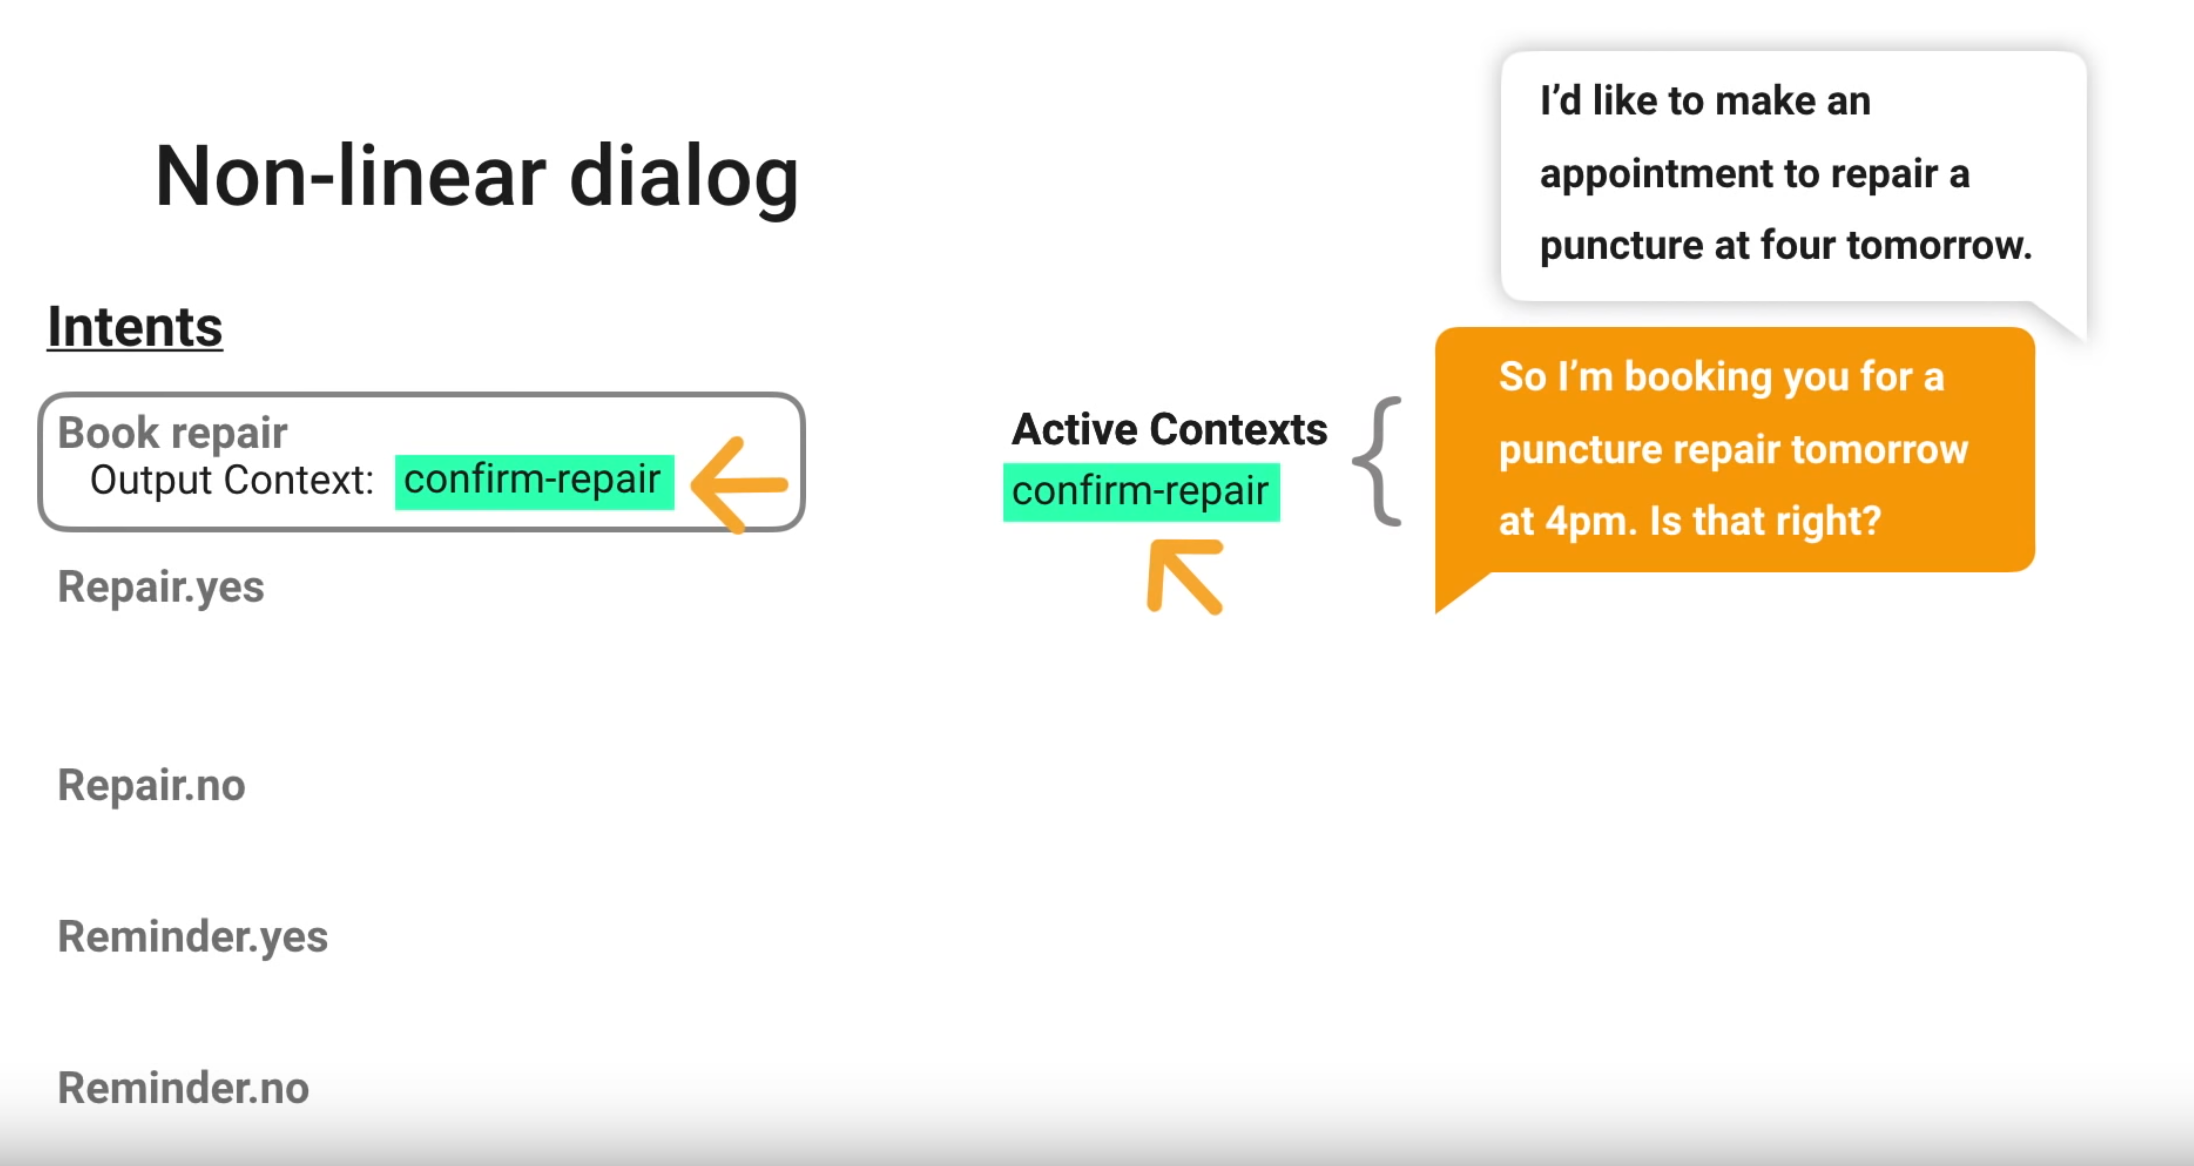 Non-linear dialog
Intents
Book repair
Output Context: confirm-repair
Repair.yes
Repair.no
Reminder.yes
Reminder.no
Active Contexts
confirm-repair
I’d like to make an
appointment to repair a
puncture at four tomorrow.
So I’m booking you for a
puncture repair tomorrow
at 4pm. Is that right?